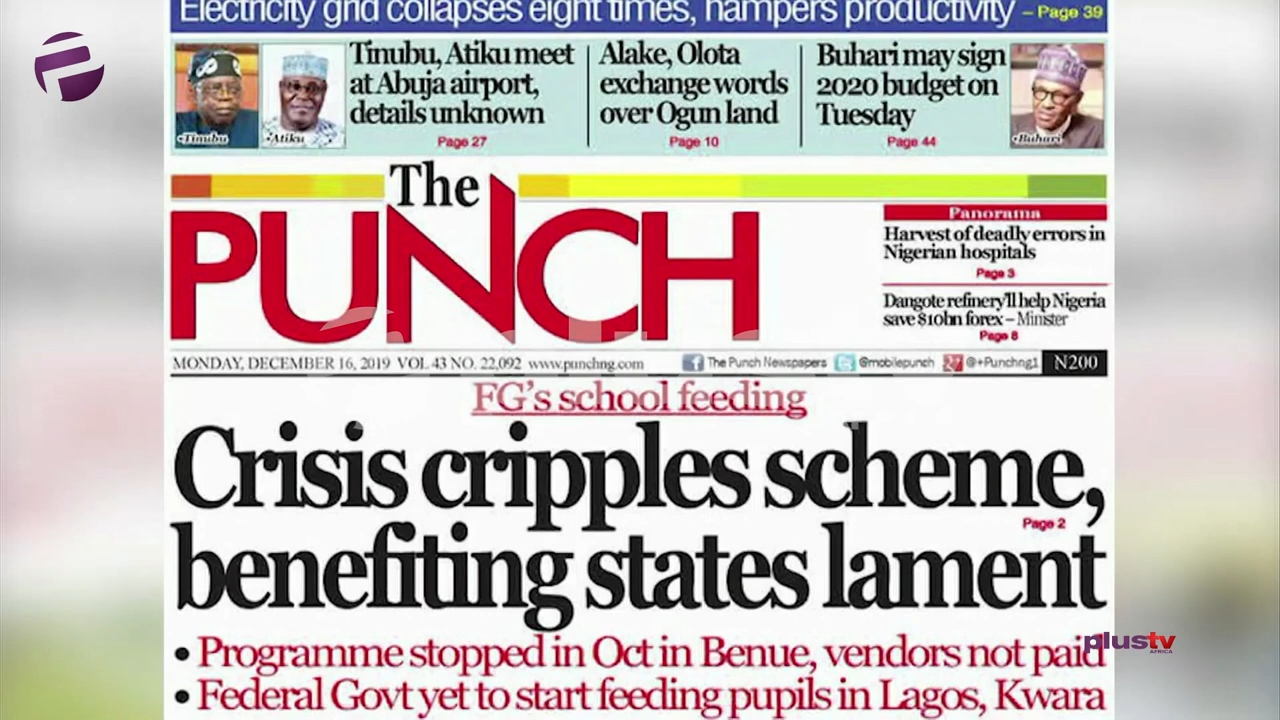 Electricity grid collapses eight times, hampers productivity – Page 39
Tinubu, Atiku meet
at Abuja airport,
details unknown
Page 27
•Tinubu
•Atiku
Alake, Olota
exchange words
over Ogun land
Page 10
Buhari may sign
2020 budget on
Tuesday
Page 44
•Buhari
The
PUNCH
Panorama
Harvest of deadly errors in
Nigerian hospitals
Page 3
Dangote refinery'll help Nigeria
save $10bn forex – Minister
Page 8
MONDAY, DECEMBER 16, 2019 VOL. 43 NO. 22,092 www.punchng.com
The Punch Newspapers @mobilepunch @+Punchng1 N200
FG's school feeding
Crisis cripples scheme,
Page 2
benefiting states lament
• Programme stopped in Oct in Benue, vendors not paid
• Federal Govt yet to start feeding pupils in Lagos, Kwara
plustv
AFRICA